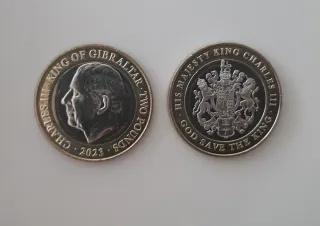 CHARLES III · KING OF GIBRALTAR · TWO POUNDS
· 2023 ·
· HIS MAJESTY KING CHARLES III ·
GOD SAVE THE KING